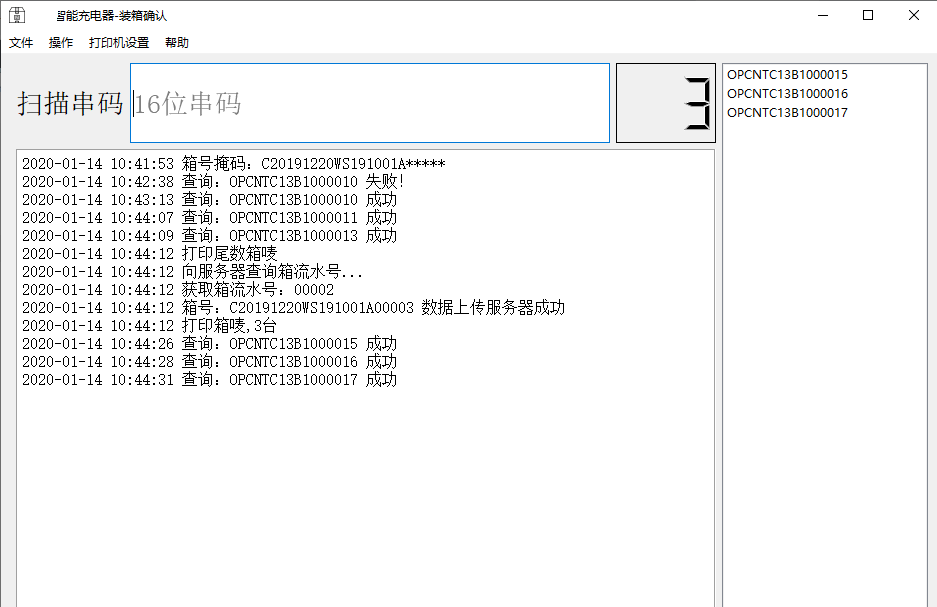 智能充电器-装箱确认
文件 操作 打印机设置 帮助
扫描串码 16位串码 3
2020-01-14 10:41:53 箱号掩码: C20191220WS191001A*****
2020-01-14 10:42:38 查询: OPCNTC13B1000010 失败!
2020-01-14 10:43:13 查询: OPCNTC13B1000010 成功
2020-01-14 10:44:07 查询: OPCNTC13B1000011 成功
2020-01-14 10:44:09 查询: OPCNTC13B1000013 成功
2020-01-14 10:44:12 打印尾数箱唛
2020-01-14 10:44:12 向服务器查询箱流水号...
2020-01-14 10:44:12 获取箱流水号: 00002
2020-01-14 10:44:12 箱号: C20191220WS191001A00003 数据上传服务器成功
2020-01-14 10:44:12 打印箱唛,3台
2020-01-14 10:44:26 查询: OPCNTC13B1000015 成功
2020-01-14 10:44:28 查询: OPCNTC13B1000016 成功
2020-01-14 10:44:31 查询: OPCNTC13B1000017 成功
OPCNTC13B1000015
OPCNTC13B1000016
OPCNTC13B1000017